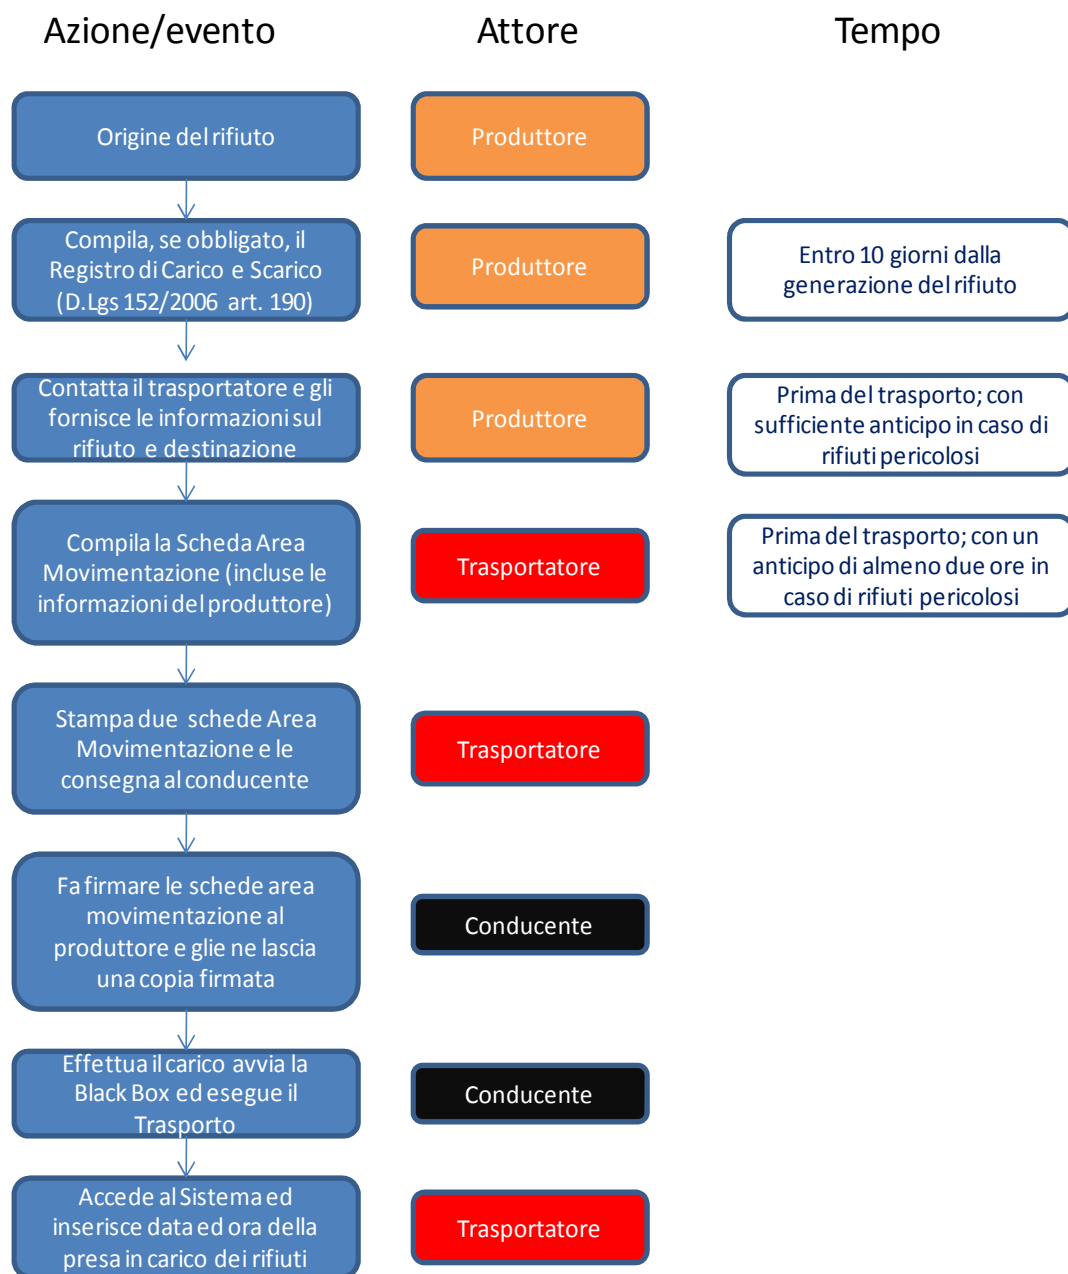 Azione/evento
Attore
Tempo
Origine del rifiuto
Produttore
Compila, se obbligato, il
Registro di Carico e Scarico
(D.Lgs 152/2006 art. 190)
Produttore
Entro 10 giorni dalla
generazione del rifiuto
Contatta il trasportatore e gli
fornisce le informazioni sul
rifiuto e destinazione
Produttore
Prima del trasporto; con
sufficiente anticipo in caso di
rifiuti pericolosi
Compila la Scheda Area
Movimentazione (incluse le
informazioni del produttore)
Trasportatore
Prima del trasporto; con un
anticipo di almeno due ore in
caso di rifiuti pericolosi
Stampa due schede Area
Movimentazione e le
consegna al conducente
Trasportatore
Fa firmare le schede area
movimentazione al
produttore e glie ne lascia
una copia firmata
Conducente
Effettua il carico avvia la
Black Box ed esegue il
Trasporto
Conducente
Accede al Sistema ed
inserisce data ed ora della
presa in carico dei rifiuti
Trasportatore